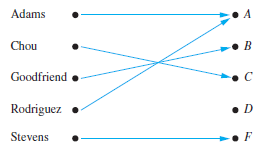 Adams A
Chou B
Goodfriend C
Rodriguez D
Stevens F